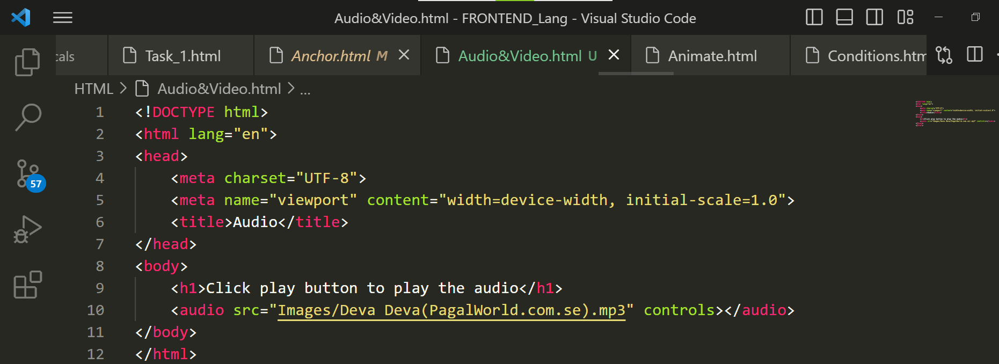 Audio&Video.html - FRONTEND_Lang - Visual Studio Code
cals Task_1.html Anchor.html M Audio&Video.html U Animate.html Conditions.htm
HTML > Audio&Video.html > ...
1 <!DOCTYPE html>
2 <html lang="en">
3 <head>
4 <meta charset="UTF-8">
5 <meta name="viewport" content="width=device-width, initial-scale=1.0">
6 <title>Audio</title>
7 </head>
8 <body>
9 <h1>Click play button to play the audio</h1>
10 <audio src="Images/Deva Deva(PagalWorld.com.se).mp3" controls></audio>
11 </body>
12 </html>
57